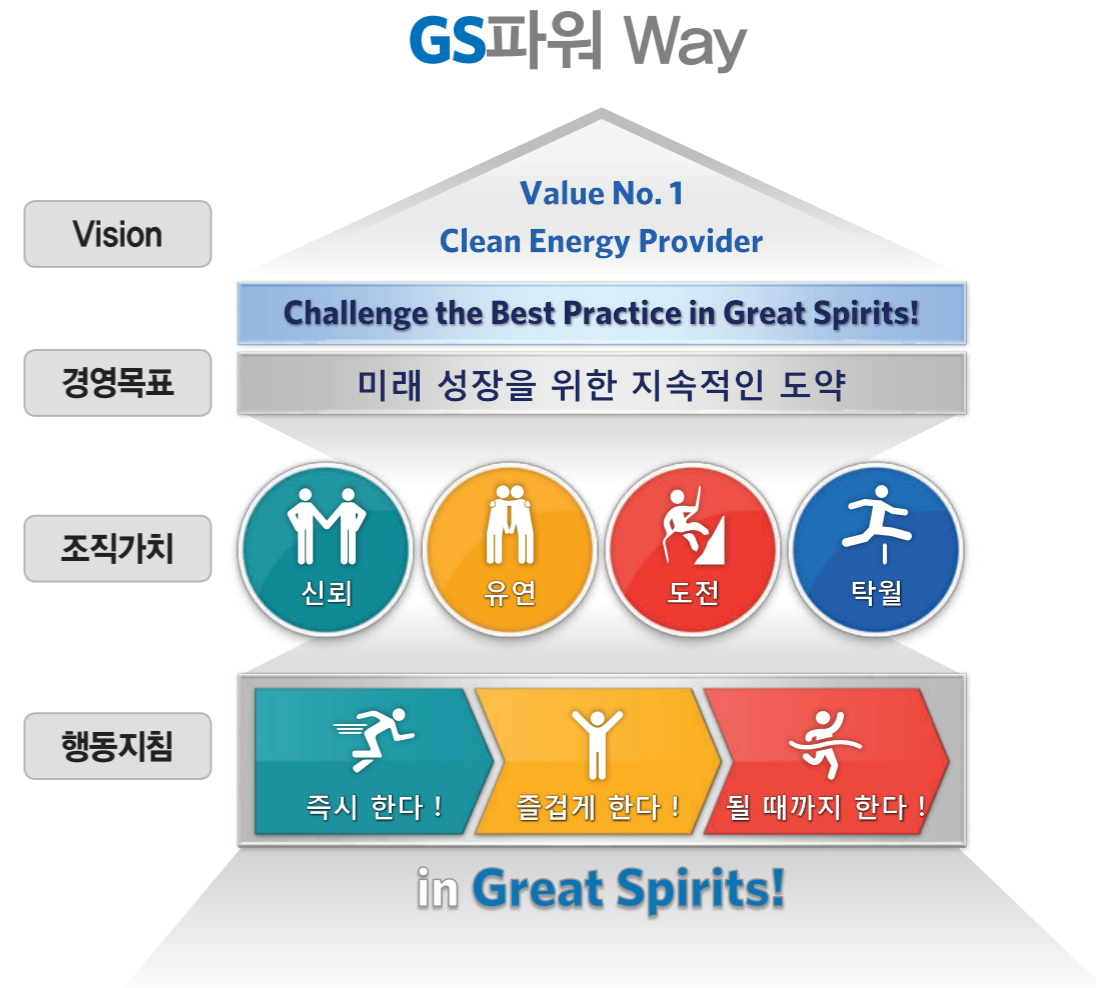 GS파워 Way
Vision
Value No. 1
Clean Energy Provider
Challenge the Best Practice in Great Spirits!
경영목표
미래 성장을 위한 지속적인 도약
조직가치
신뢰
유연
도전
탁월
행동지침
즉시 한다 !
즐겁게 한다 !
될 때까지 한다 !
in Great Spirits!